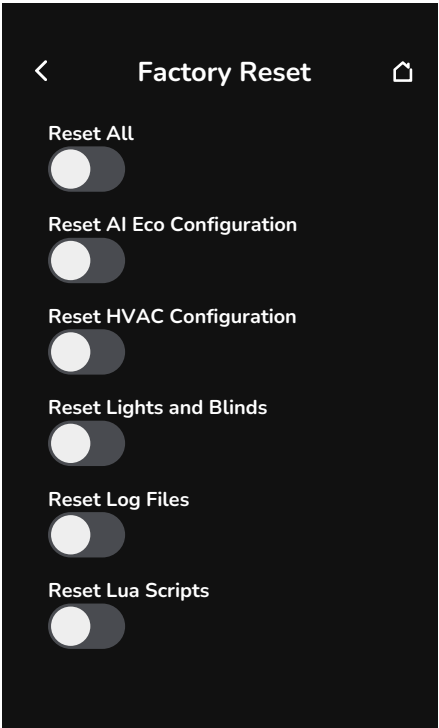 Factory Reset
Reset All
Reset AI Eco Configuration
Reset HVAC Configuration
Reset Lights and Blinds
Reset Log Files
Reset Lua Scripts